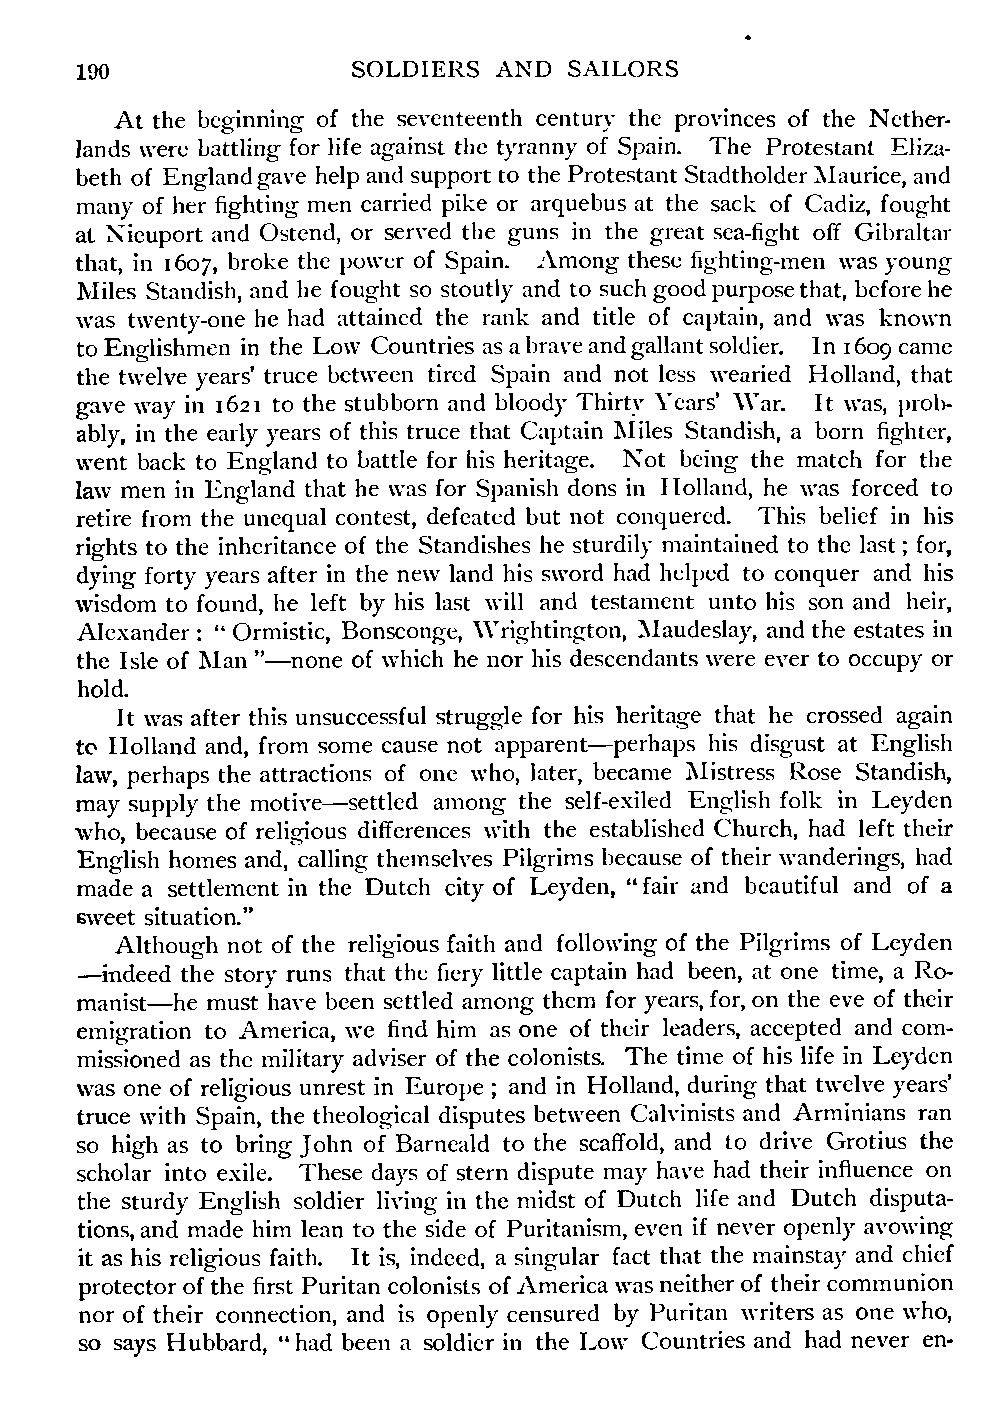 190 SOLDIERS AND SAILORS
At the beginning of the seventeenth century the provinces of the Nether-
lands were battling for life against the tyranny of Spain. The Protestant Eliza-
beth of England gave help and support to the Protestant Stadtholder Maurice, and
many of her fighting men carried pike or arquebus at the sack of Cadiz, fought
at Nieuport and Ostend, or served the guns in the great sea-fight off Gibraltar
that, in 1607, broke the power of Spain. Among these fighting-men was young
Miles Standish, and he fought so stoutly and to such good purpose that, before he
was twenty-one he had attained the rank and title of captain, and was known
to Englishmen in the Low Countries as a brave and gallant soldier. In 1609 came
the twelve years' truce between tired Spain and not less wearied Holland, that
gave way in 1621 to the stubborn and bloody Thirty Years' War. It was, prob-
ably, in the early years of this truce that Captain Miles Standish, a born fighter,
went back to England to battle for his heritage. Not being the match for the
law men in England that he was for Spanish dons in Holland, he was forced to
retire from the unequal contest, defeated but not conquered. This belief in his
rights to the inheritance of the Standishes he sturdily maintained to the last; for,
dying forty years after in the new land his sword had helped to conquer and his
wisdom to found, he left by his last will and testament unto his son and heir,
Alexander: "Ormistic, Bonsconge, Wrightington, Maudeslay, and the estates in
the Isle of Man"—none of which he nor his descendants were ever to occupy or
hold.
It was after this unsuccessful struggle for his heritage that he crossed again
to Holland and, from some cause not apparent—perhaps his disgust at English
law, perhaps the attractions of one who, later, became Mistress Rose Standish,
may supply the motive—settled among the self-exiled English folk in Leyden
who, because of religious differences with the established Church, had left their
English homes and, calling themselves Pilgrims because of their wanderings, had
made a settlement in the Dutch city of Leyden, "fair and beautiful and of a
sweet situation."
Although not of the religious faith and following of the Pilgrims of Leyden
—indeed the story runs that the fiery little captain had been, at one time, a Ro-
manist—he must have been settled among them for years, for, on the eve of their
emigration to America, we find him as one of their leaders, accepted and com-
missioned as the military adviser of the colonists. The time of his life in Leyden
was one of religious unrest in Europe; and in Holland, during that twelve years'
truce with Spain, the theological disputes between Calvinists and Arminians ran
so high as to bring John of Barneald to the scaffold, and to drive Grotius the
scholar into exile. These days of stern dispute may have had their influence on
the sturdy English soldier living in the midst of Dutch life and Dutch disputa-
tions, and made him lean to the side of Puritanism, even if never openly avowing
it as his religious faith. It is, indeed, a singular fact that the mainstay and chief
protector of the first Puritan colonists of America was neither of their communion
nor of their connection, and is openly censured by Puritan writers as one who,
so says Hubbard, "had been a soldier in the Low Countries and had never en-